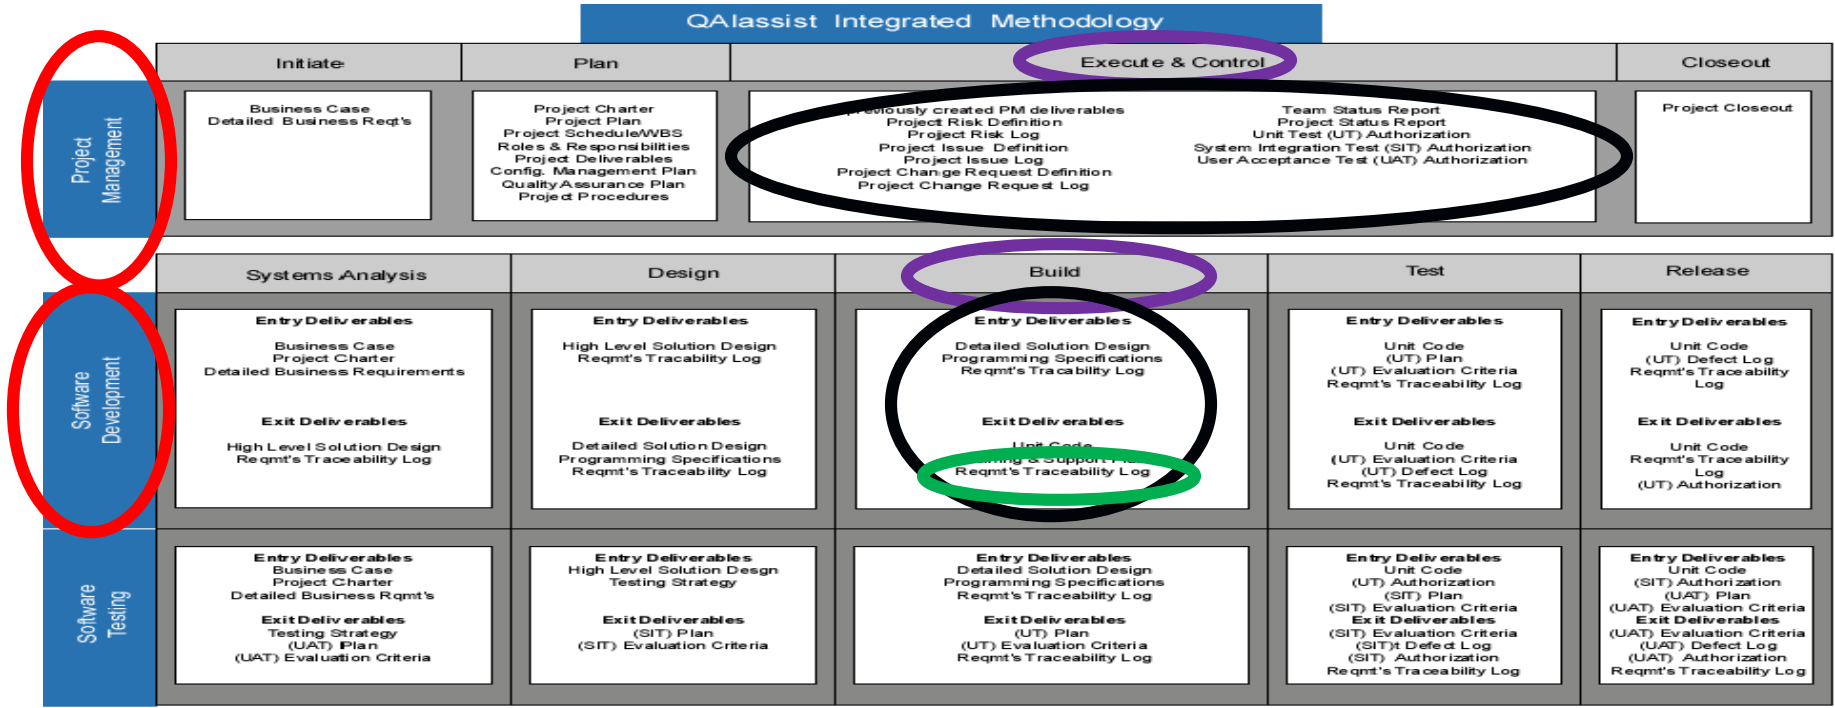 QAIassist Integrated Methodology
Initiate
Plan
Execute & Control
Closeout
Project
Management
Business Case
Detailed Business Reqt's
Project Charter
Project Plan
Project Schedule/WBS
Roles & Responsibilities
Project Deliverables
Config. Management Plan
Quality Assurance Plan
Project Procedures
created PM deliverables
Project Risk Definition
Project Risk Log
Project Issue Definition
Project Issue Log
Project Change Request Definition
Project Change Request Log
Team Status Report
Project Status Report
Unit Test (UT) Authorization
System Integration Test (SIT) Authorization
User Acceptance Test (UAT) Authorization
Project Closeout
Systems Analysis
Design
Build
Test
Release
Software
Development
Entry Deliverables
Business Case
Project Charter
Detailed Business Requirements
Exit Deliverables
High Level Solution Design
Reqmt's Traceability Log
Entry Deliverables
High Level Solution Design
Reqmt's Tracability Log
Exit Deliverables
Detailed Solution Design
Programming Specifications
Reqmt's Traceability Log
Entry Deliverables
Detailed Solution Design
Programming Specifications
Reqmt's Tracability Log
Exit Deliverables
Unit Code
& Support
Reqmt's Traceability Log
Entry Deliverables
Unit Code
(UT) Plan
(UT) Evaluation Criteria
Reqmt's Traceability Log
Exit Deliverables
Unit Code
(UT) Evaluation Criteria
(UT) Defect Log
Reqmt's Traceability Log
Entry Deliverables
Unit Code
(UT) Defect Log
Reqmt's Traceability
Log
Exit Deliverables
Unit Code
Reqmt's Traceability
Log
(UT) Authorization
Software
Testing
Entry Deliverables
Business Case
Project Charter
Detailed Business Rqmt's
Exit Deliverables
Testing Strategy
(UAT) Plan
(UAT) Evaluation Criteria
Entry Deliverables
High Level Solution Desgn
Testing Strategy
Exit Deliverables
(SIT) Plan
(SIT) Evaluation Criteria
Entry Deliverables
Detailed Solution Design
Programming Specifications
Reqmt's Traceability Log
Exit Deliverables
(UT) Plan
(UT) Evaluation Criteria
Reqmt's Traceability Log
Entry Deliverables
Unit Code
(UT) Authorization
(SIT) Plan
(SIT) Evaluation Criteria
Exit Deliverables
(SIT) Evaluation Criteria
(SIT)t Defect Log
(SIT) Authorization
Reqmt's Traceability Log
Entry Deliverables
Unit Code
(SIT) Authorization
(UAT) Plan
(UAT) Evaluation Criteria
Exit Deliverables
(UAT) Evaluation Criteria
(UAT) Defect Log
(UAT) Authorization
Reqmt's Traceability Log